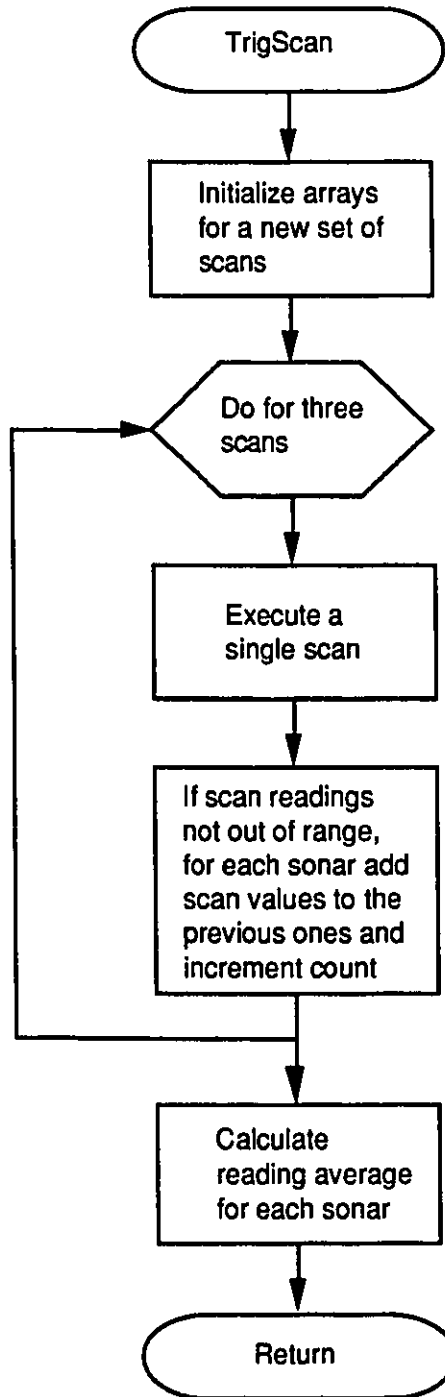 TrigScan
Initialize arrays
for a new set of
scans
Do for three
scans
Execute a
single scan
If scan readings
not out of range,
for each sonar add
scan values to the
previous ones and
increment count
Calculate
reading average
for each sonar
Return